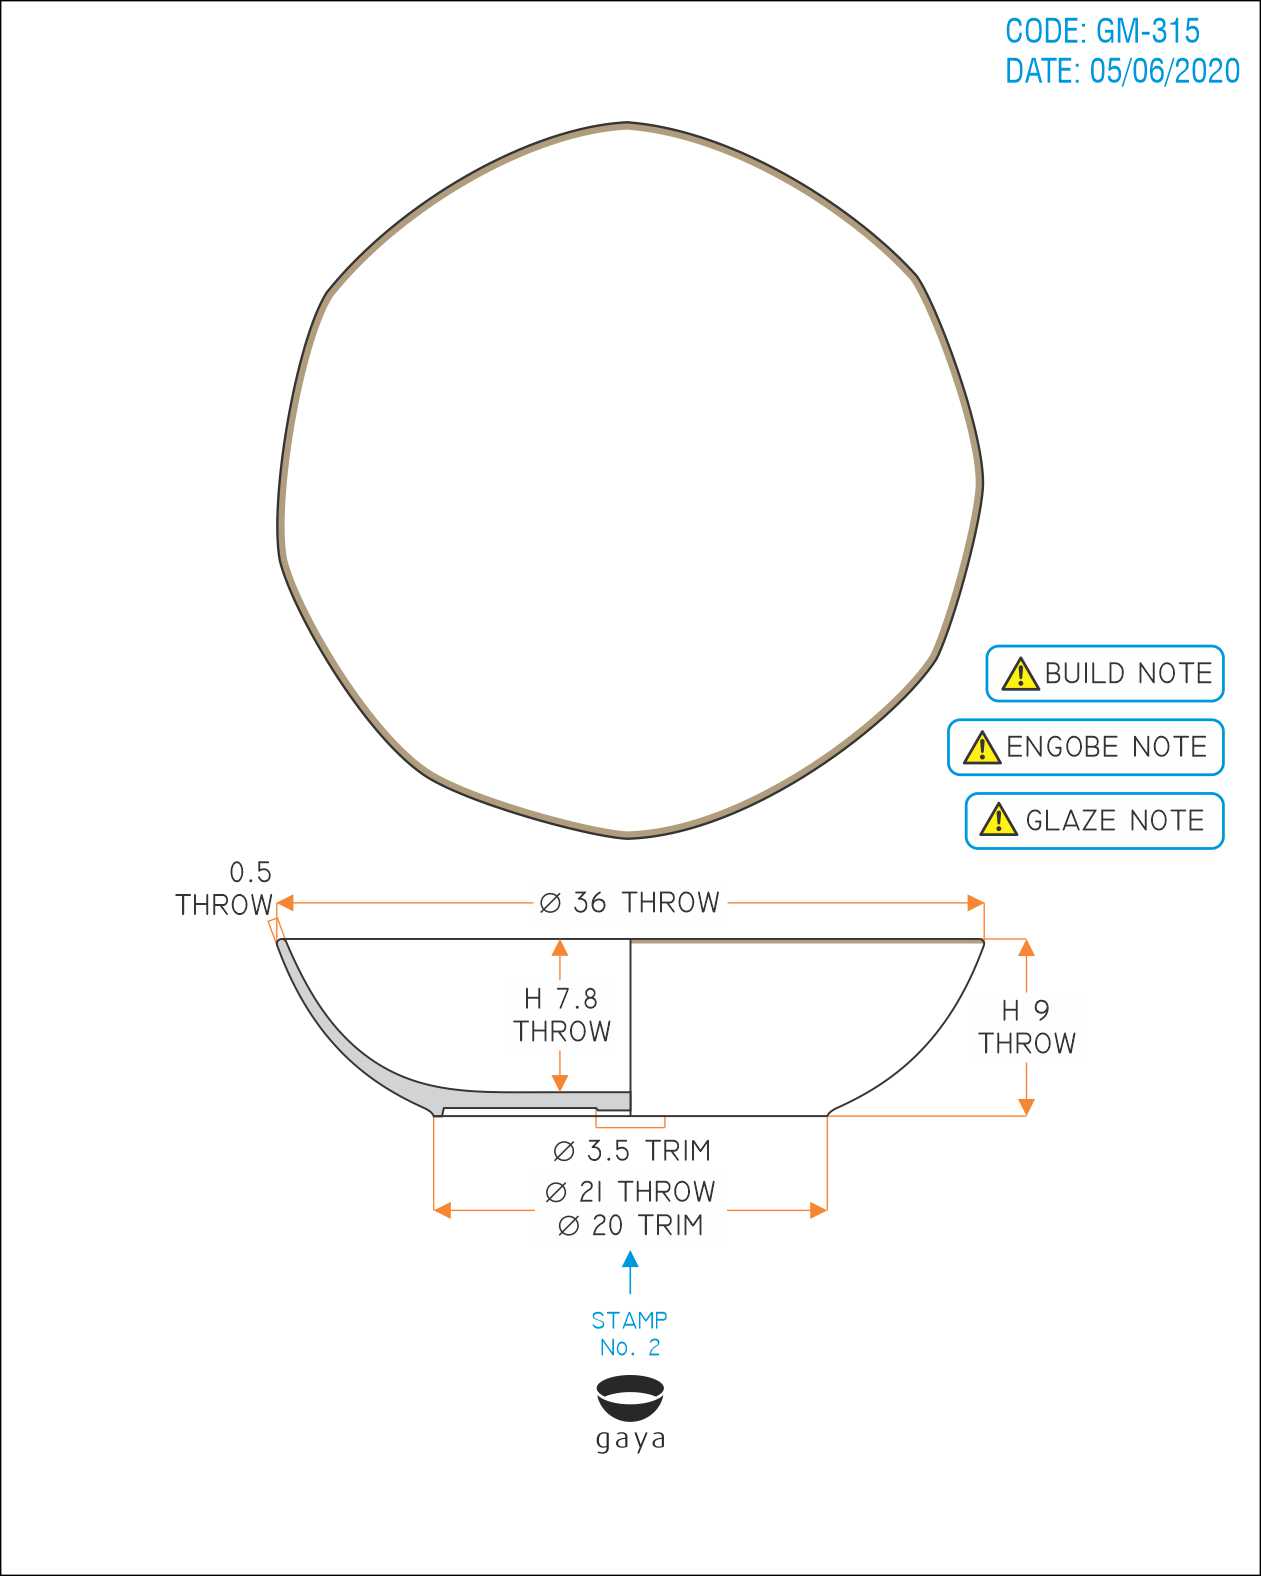 CODE: GM-315
DATE: 05/06/2020
BUILD NOTE
ENGOBE NOTE
GLAZE NOTE
0.5
THROW
Ø 36 THROW
H 7.8
THROW
H 9
THROW
Ø 3.5 TRIM
Ø 21 THROW
Ø 20 TRIM
STAMP
No. 2
gaya